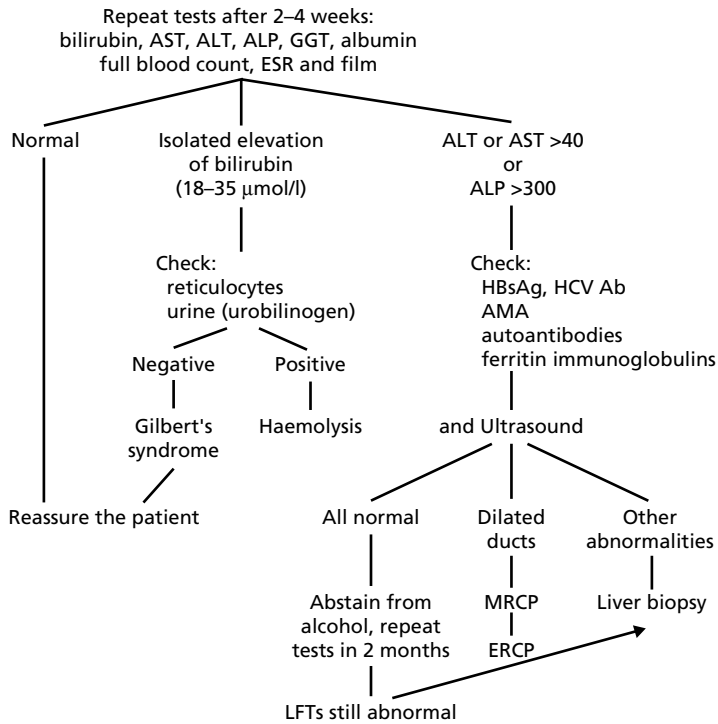 Repeat tests after 2–4 weeks:
bilirubin, AST, ALT, ALP, GGT, albumin
full blood count, ESR and film
Normal
Isolated elevation
of bilirubin
(18–35 μmol/l)
ALT or AST >40
or
ALP >300
Check:
reticulocytes
urine (urobilinogen)
Check:
HBsAg, HCV Ab
AMA
autoantibodies
ferritin immunoglobulins
Negative
Positive
Gilbert's
syndrome
Haemolysis
and Ultrasound
Reassure the patient
All normal
Dilated
ducts
Other
abnormalities
Abstain from
alcohol, repeat
tests in 2 months
MRCP
ERCP
Liver biopsy
LFTs still abnormal